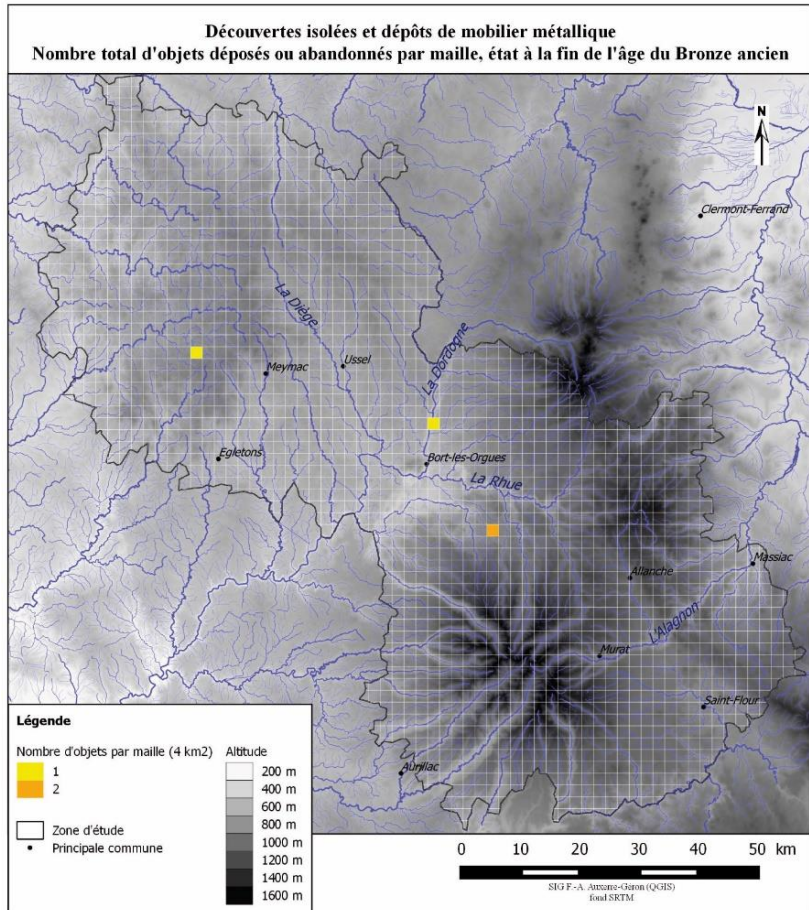 Découvertes isolées et dépôts de mobilier métallique
Nombre total d'objets déposés ou abandonnés par maille, état à la fin de l'âge du Bronze ancien
N
Clermont-Ferrand
La Diège
La Dordogne
Ussel
Meymac
Egletons
Bort-les-Orgues
La Rhue
Massiac
Allanche
L'Alagnon
Murat
Saint-Flour
Aurillac
Légende
Nombre d'objets par maille (4 km2)
1
2
Zone d'étude
Principale commune
Altitude
200 m
400 m
600 m
800 m
1000 m
1200 m
1400 m
1600 m
0 10 20 30 40 50 km
SIG F.-A. Auxerre-Géron (QGIS)
fond SRTM